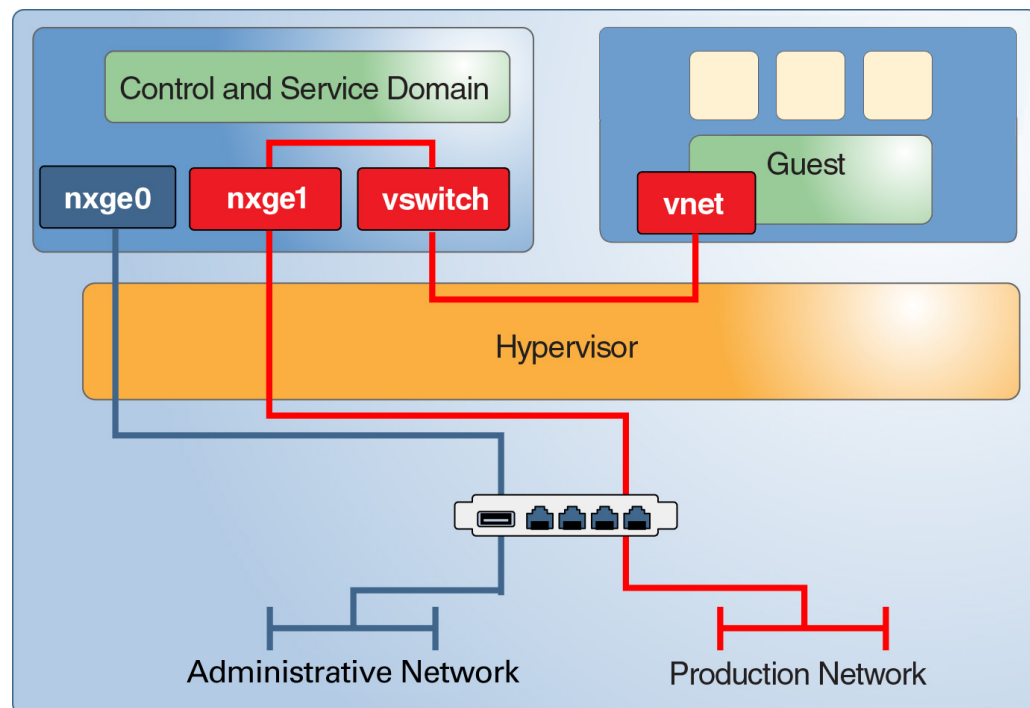 Control and Service Domain
Guest
nxge0
nxge1
vswitch
vnet
Hypervisor
Administrative Network
Production Network